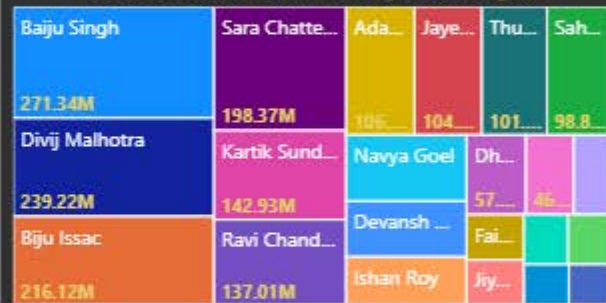 Baiju Singh
271.34M
Divij Malhotra
239.22M
Biju Issac
216.12M
Sara Chatte...
198.37M
Kartik Sund...
142.93M
Ravi Chand...
137.01M
Ada...
106....
Jaye...
104....
Thu...
101....
Sah...
98.8...
Navya Goel
Devansh ...
Ishan Roy
Dh...
57....
46....
Fai...
Jiy...